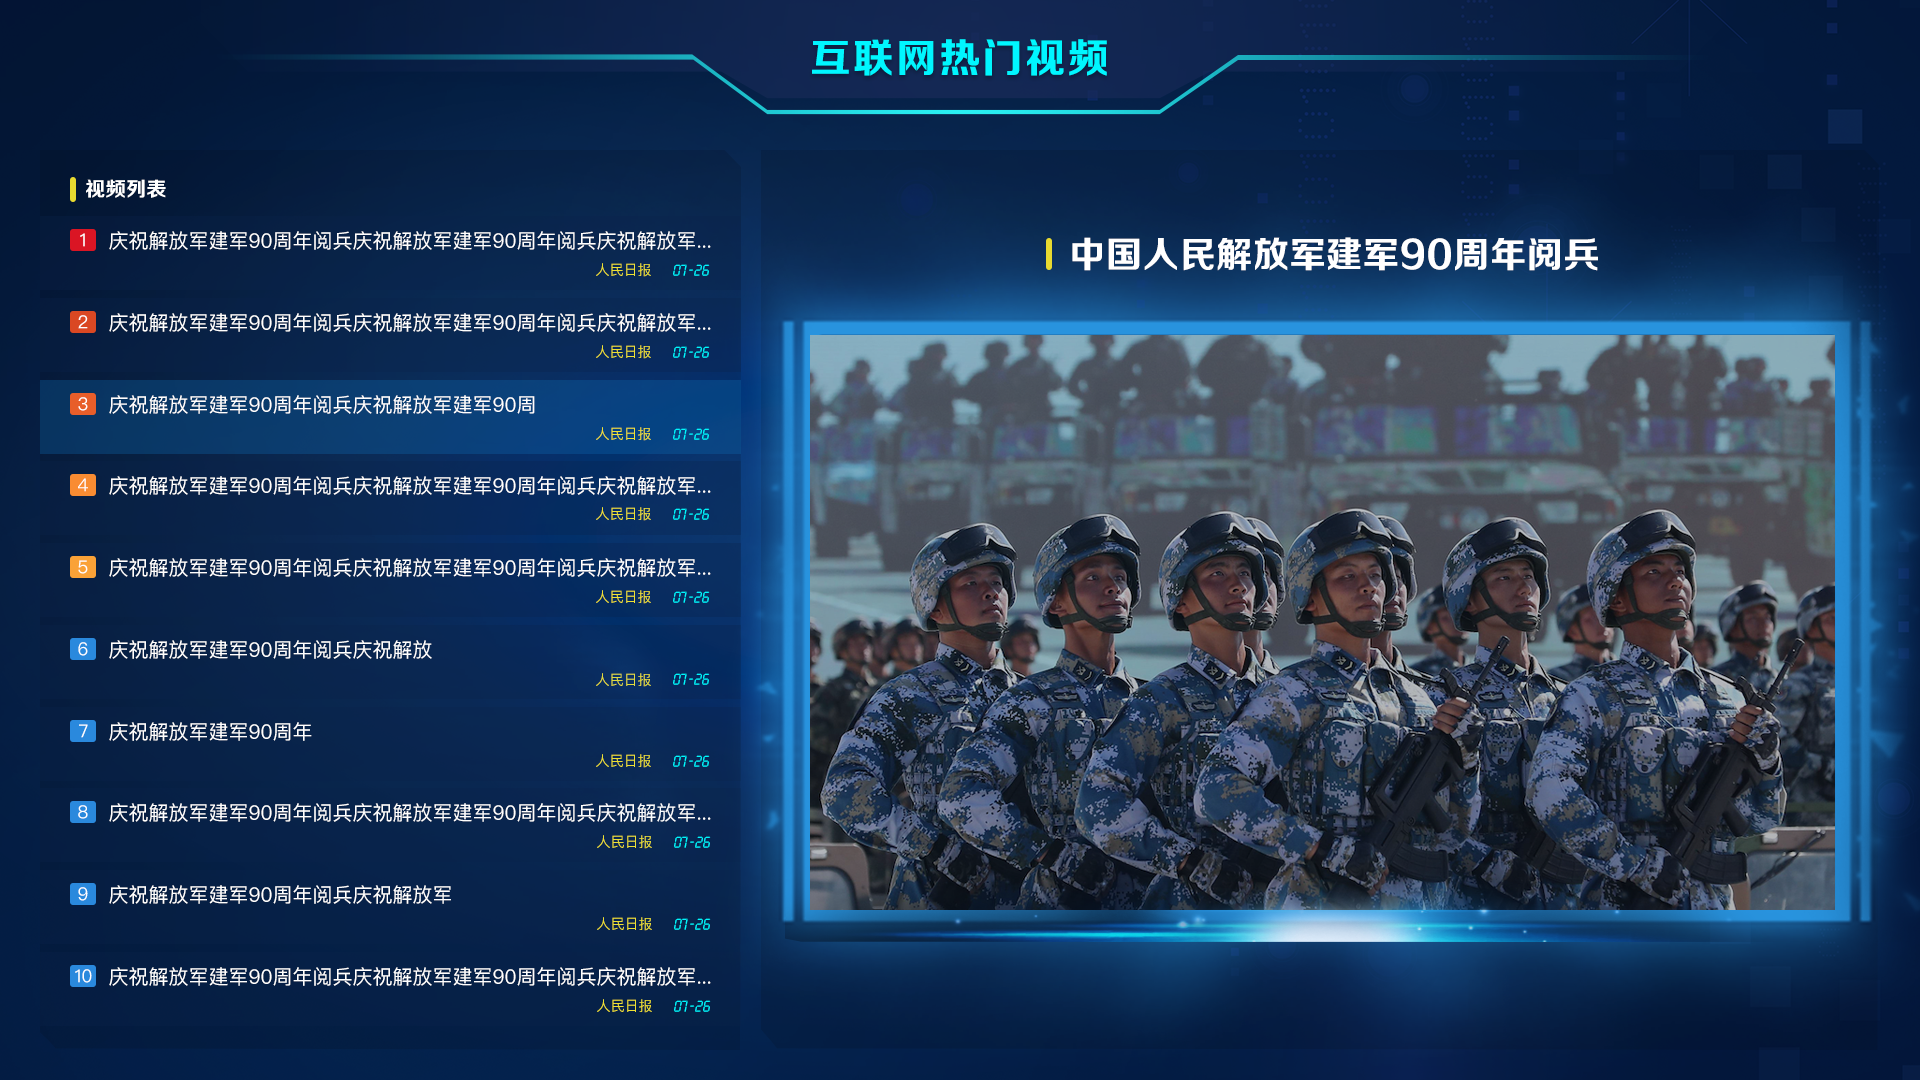 互联网热门视频
视频列表
1 庆祝解放军建军90周年阅兵庆祝解放军建军90周年阅兵庆祝解放军...
人民日报 07-26
2 庆祝解放军建军90周年阅兵庆祝解放军建军90周年阅兵庆祝解放军...
人民日报 07-26
3 庆祝解放军建军90周年阅兵庆祝解放军建军90周
人民日报 07-26
4 庆祝解放军建军90周年阅兵庆祝解放军建军90周年阅兵庆祝解放军...
人民日报 07-26
5 庆祝解放军建军90周年阅兵庆祝解放军建军90周年阅兵庆祝解放军...
人民日报 07-26
6 庆祝解放军建军90周年阅兵庆祝解放
人民日报 07-26
7 庆祝解放军建军90周年
人民日报 07-26
8 庆祝解放军建军90周年阅兵庆祝解放军建军90周年阅兵庆祝解放军...
人民日报 07-26
9 庆祝解放军建军90周年阅兵庆祝解放军
人民日报 07-26
10 庆祝解放军建军90周年阅兵庆祝解放军建军90周年阅兵庆祝解放军...
人民日报 07-26
中国人民解放军建军90周年阅兵